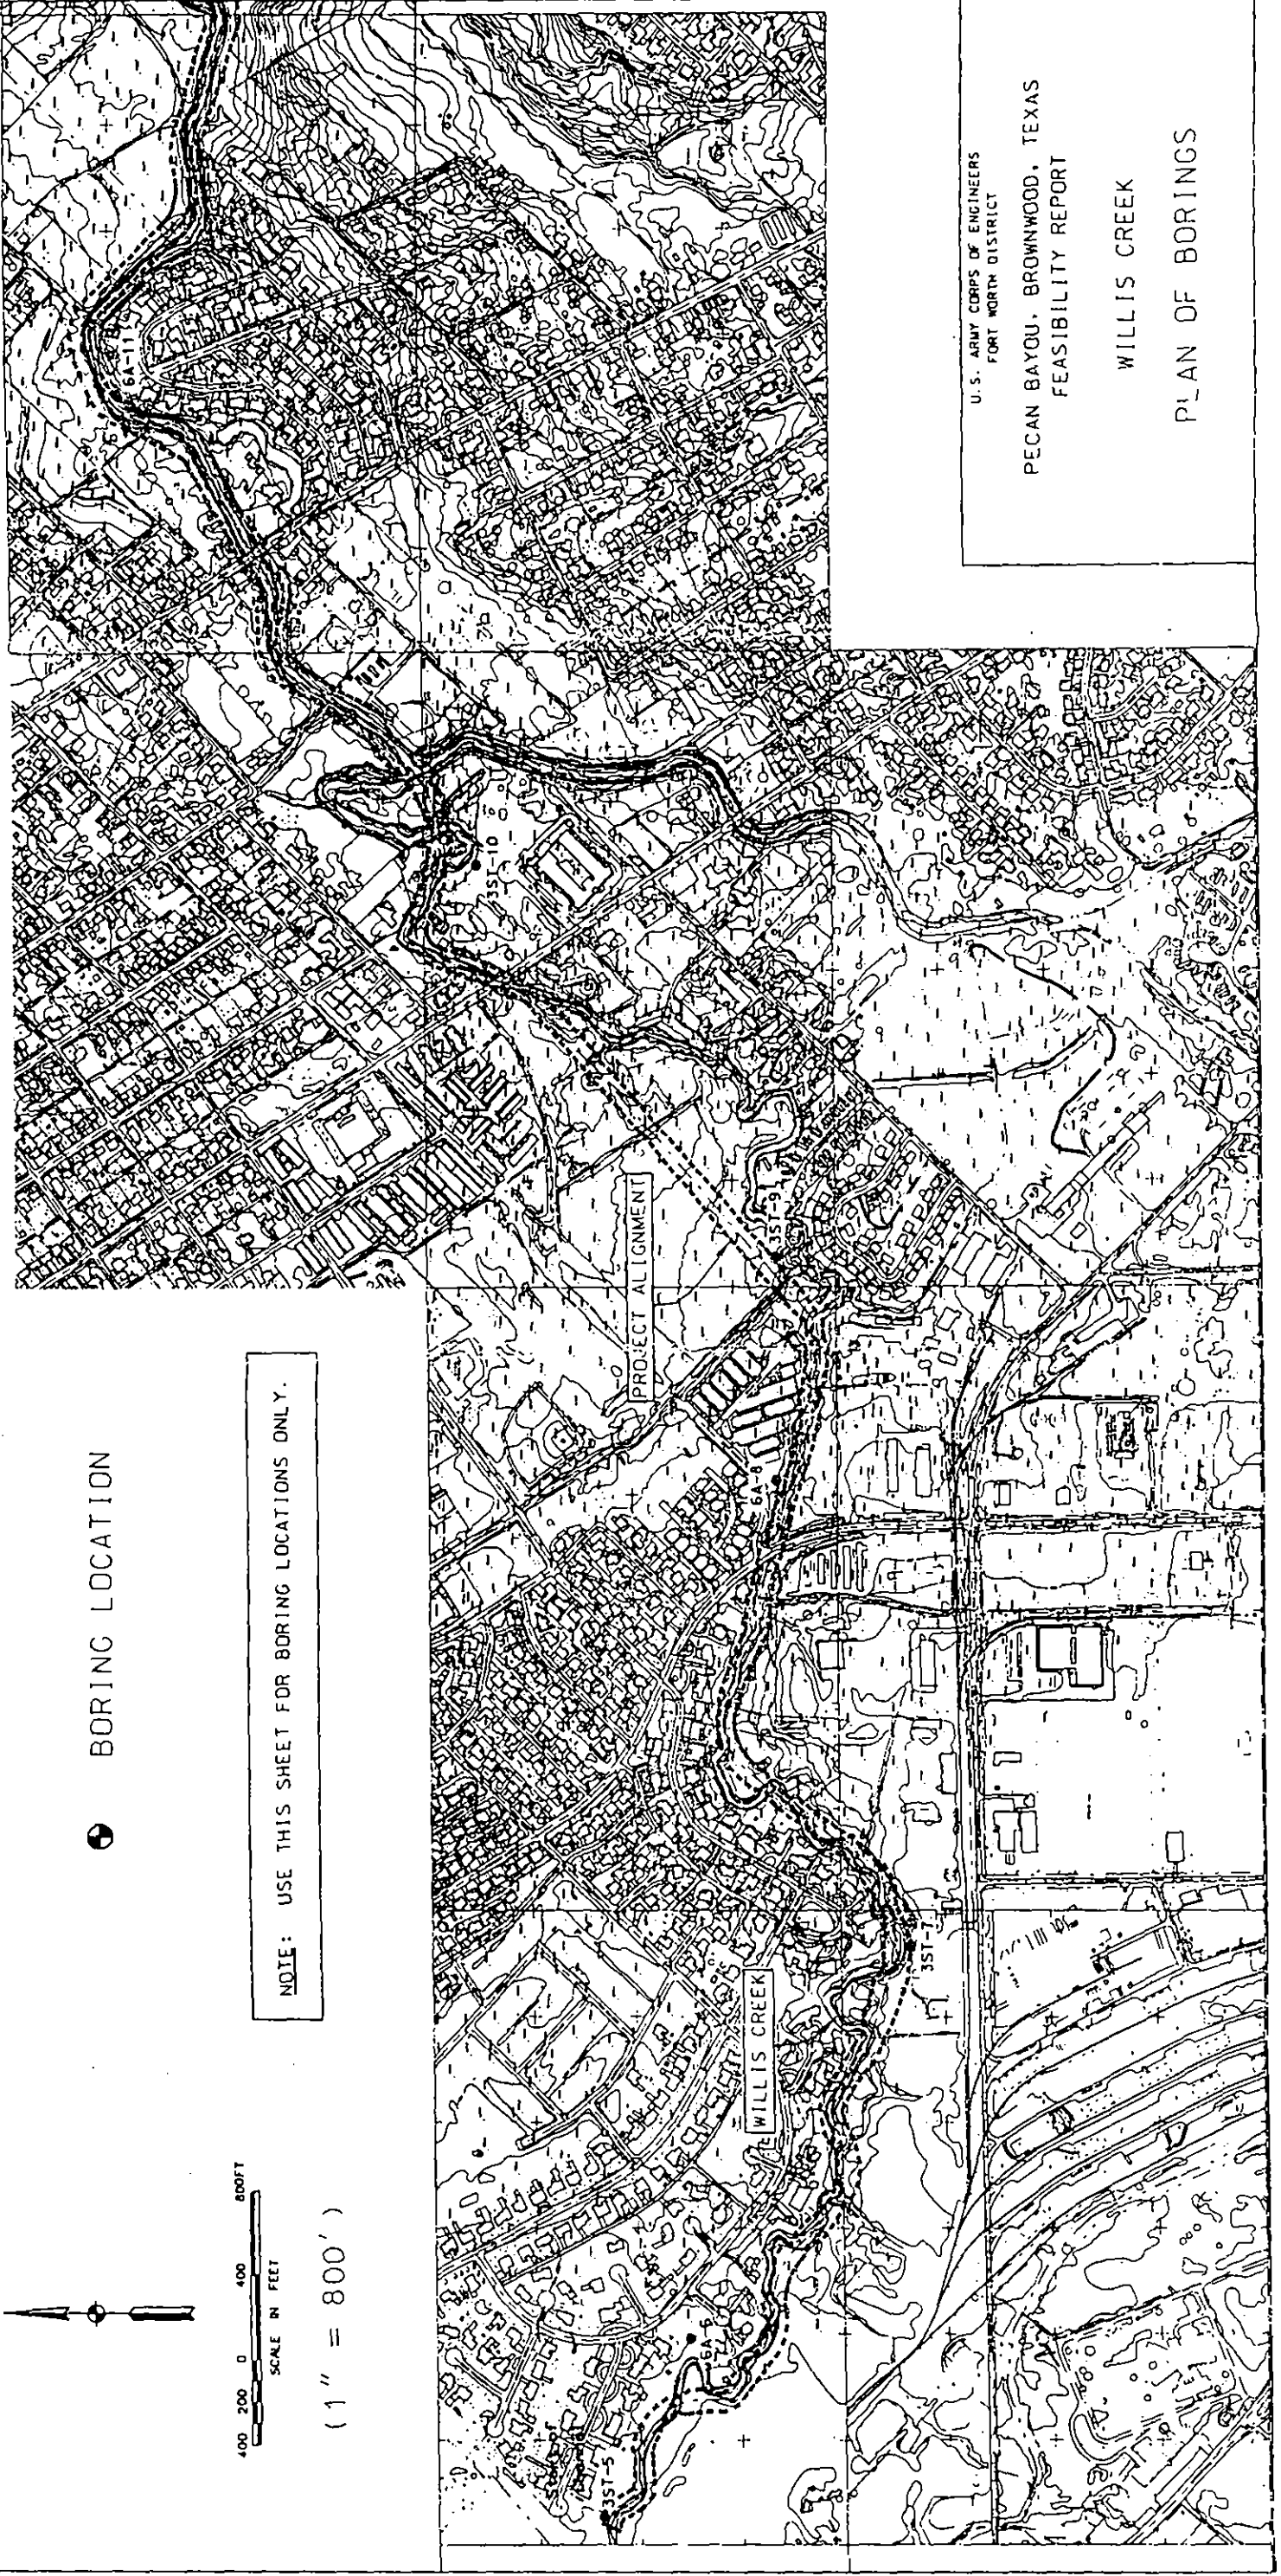 BORING LOCATION
NOTE: USE THIS SHEET FOR BORING LOCATIONS ONLY.
400 200 0 400 800FT
SCALE IN FEET
(1" = 800')
3ST-5
6A-6
WILLIS CREEK
3ST-7
6A-8
PROJECT ALIGNMENT
3ST-9
3ST-10
6A-11
U.S. ARMY CORPS OF ENGINEERS
FORT WORTH DISTRICT
PECAN BAYOU, BROWNWOOD, TEXAS
FEASIBILITY REPORT
WILLIS CREEK
PLAN OF BORINGS